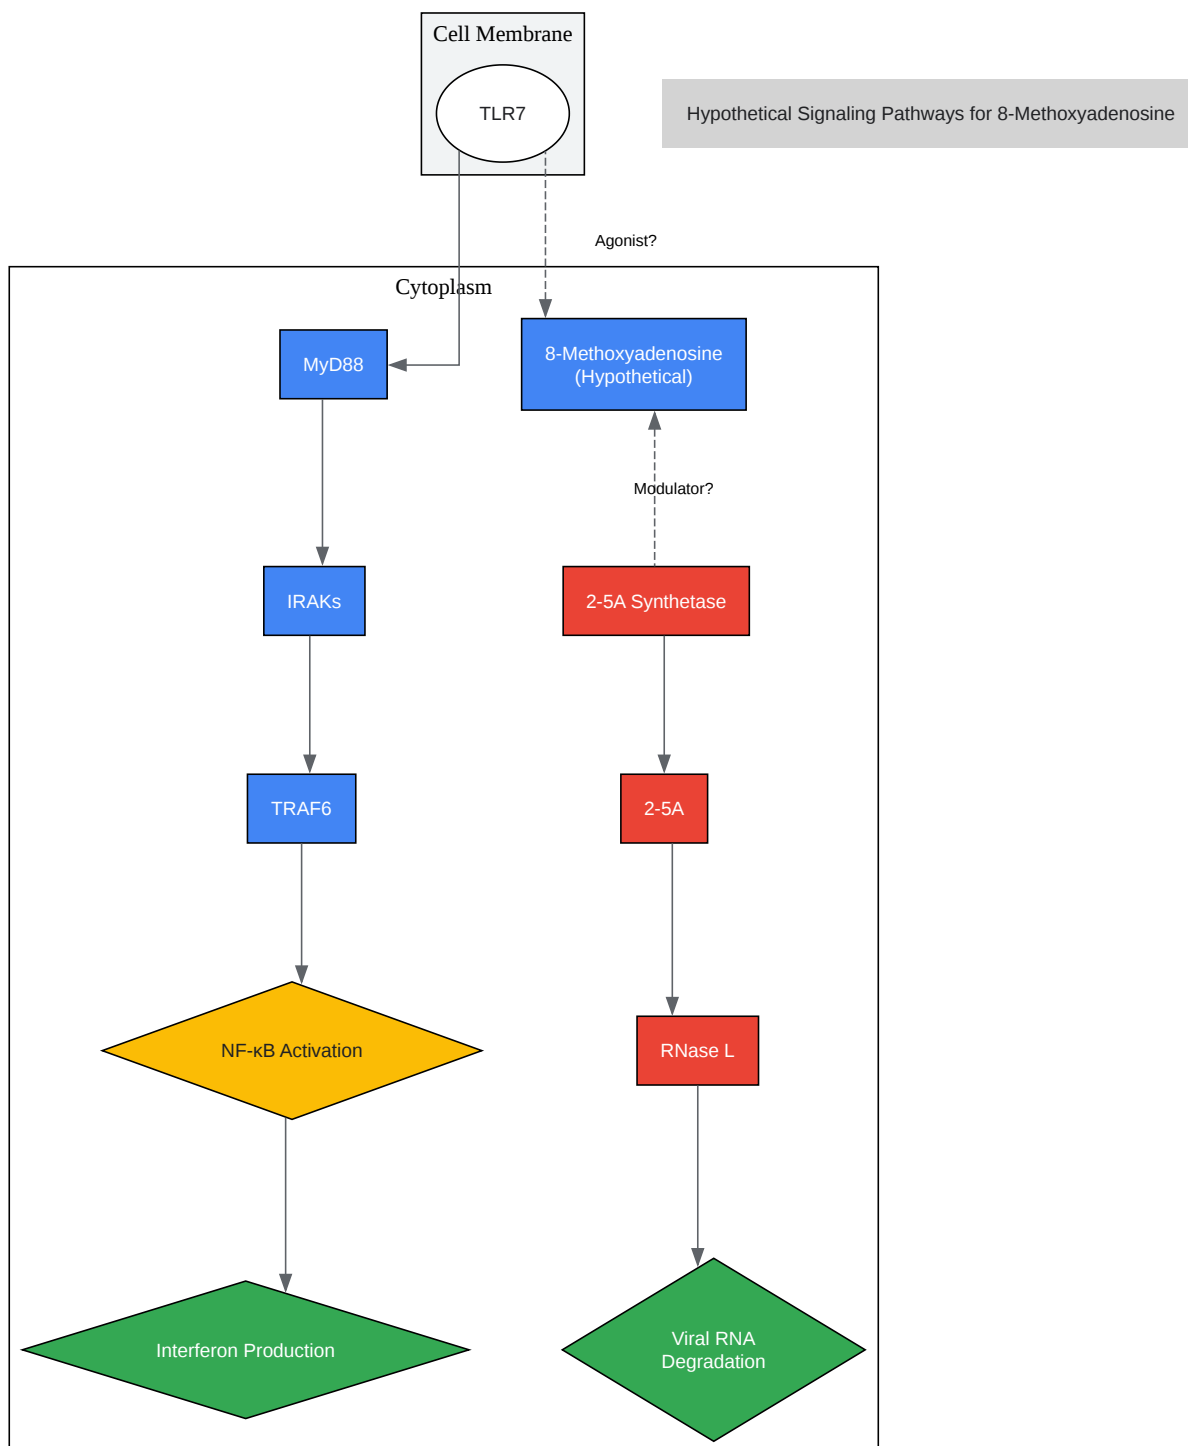 Cell Membrane
TLR7
Hypothetical Signaling Pathways for 8-Methoxyadenosine
Agonist?
Cytoplasm
MyD88
8-Methoxyadenosine
(Hypothetical)
Modulator?
IRAKs
2-5A Synthetase
TRAF6
2-5A
NF-κB Activation
RNase L
Interferon Production
Viral RNA
Degradation